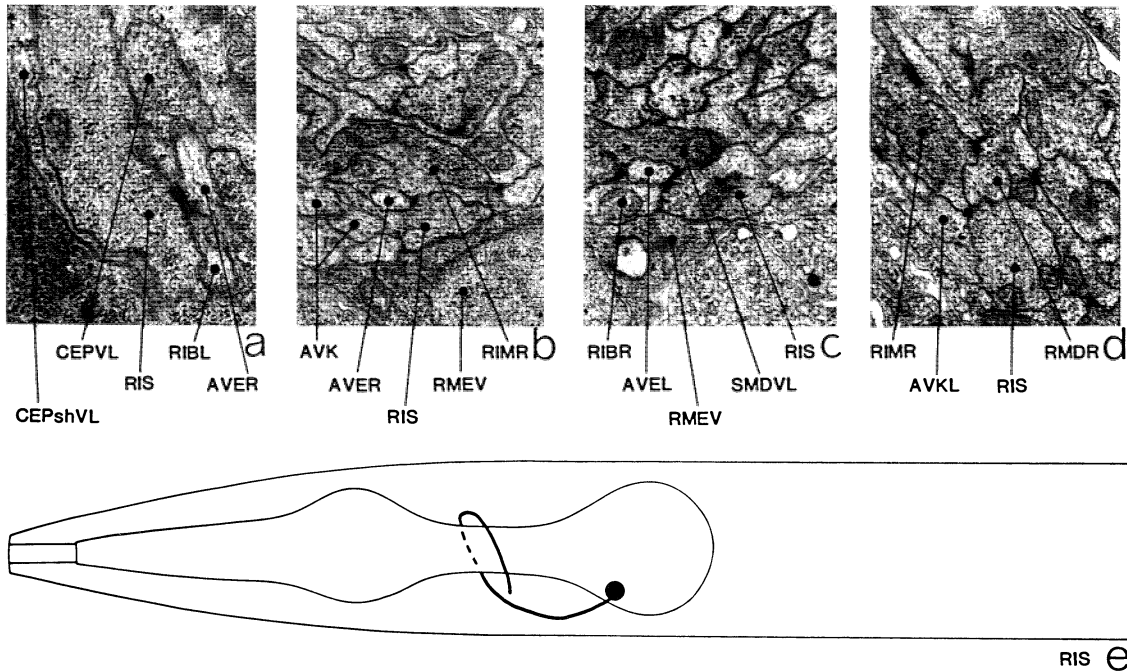 CEPVL RIBL a
RIS AVER
CEPshVL
AVK RIMR b
AVER RMEV
RIS
RIBR RIS c
AVEL SMDVL
RMEV
RIMR RMDR d
AVKL RIS
RIS e